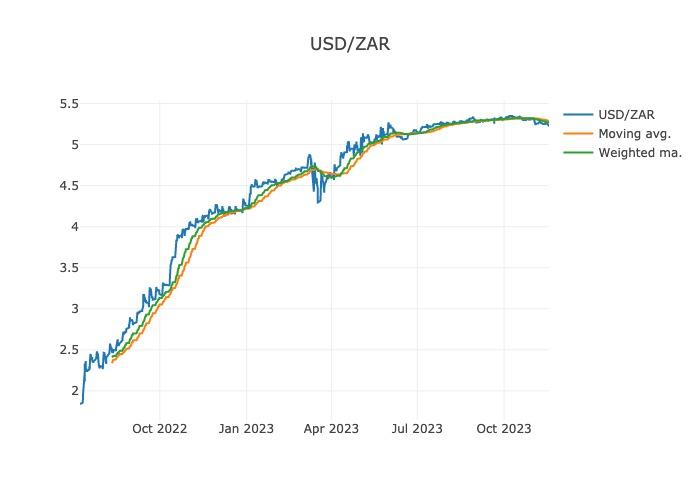 USD/ZAR
5.5
5
4.5
4
3.5
3
2.5
2
Oct 2022
Jan 2023
Apr 2023
Jul 2023
Oct 2023
USD/ZAR
Moving avg.
Weighted ma.